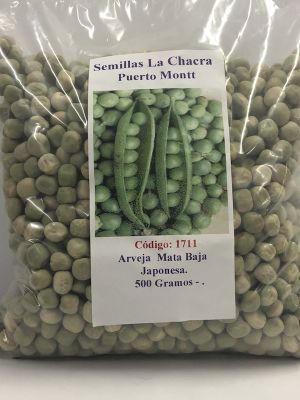 Semillas La Chacra
Puerto Montt
Código: 1711
Arveja Mata Baja
Japonesa.
500 Gramos - .